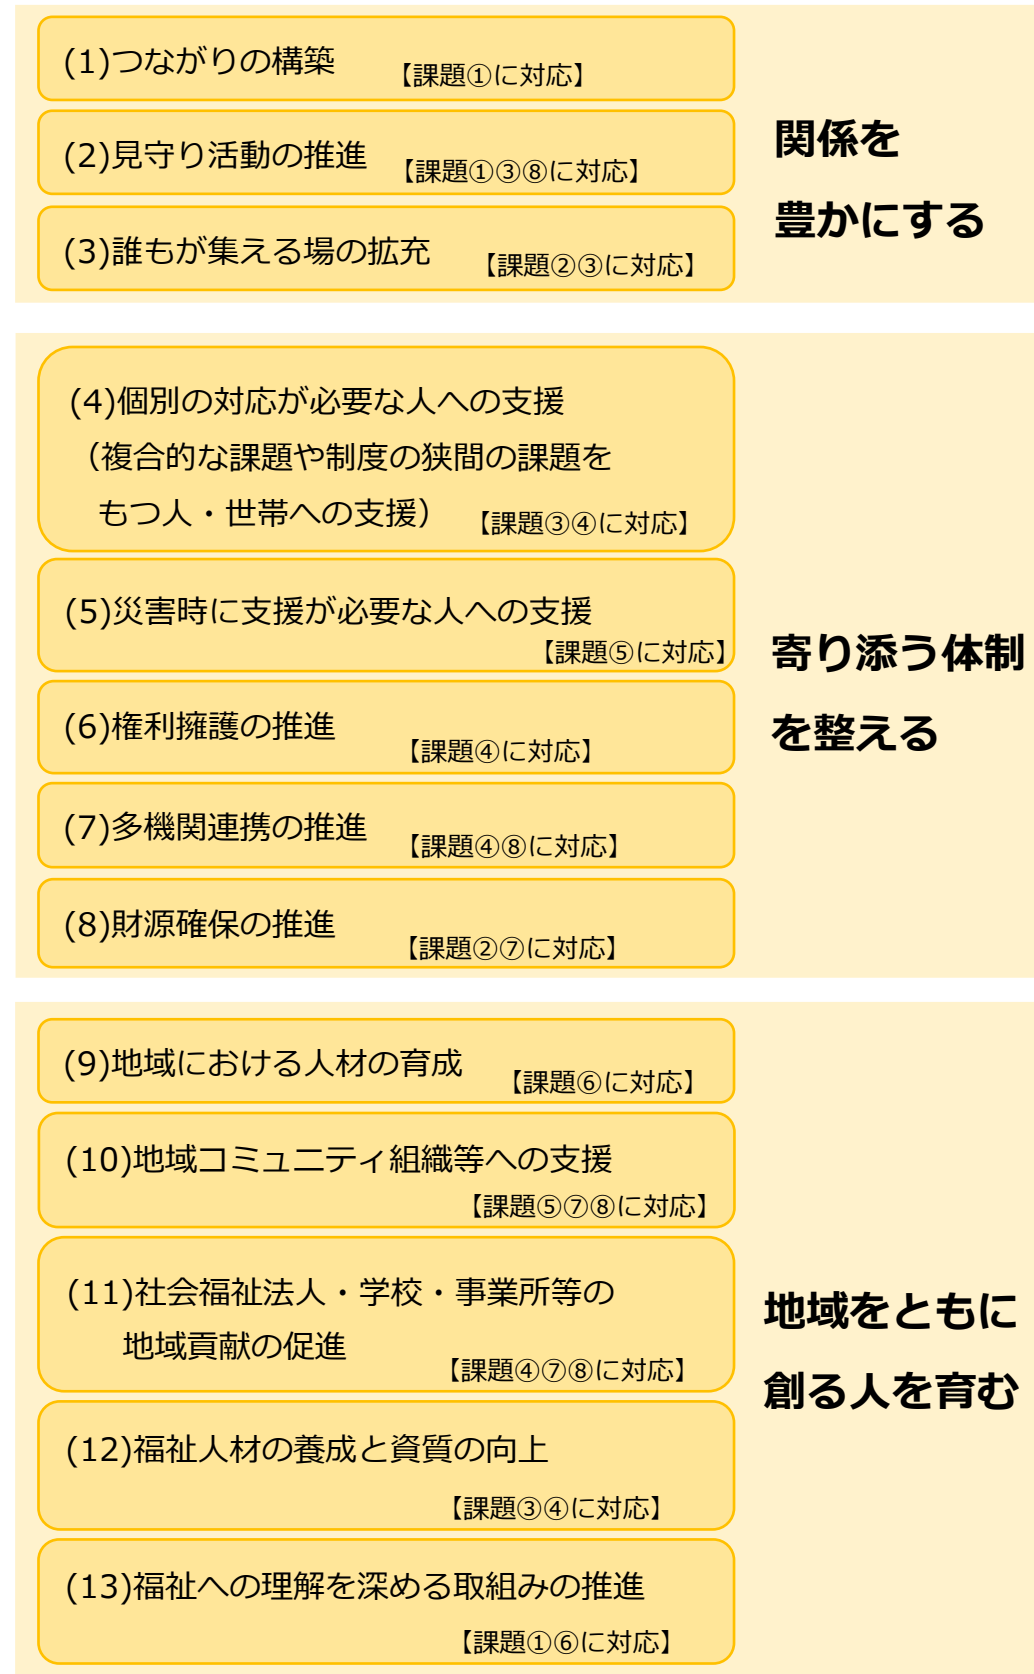 (1)つながりの構築 【課題①に対応】
(2)見守り活動の推進 【課題①③⑧に対応】
(3)誰もが集える場の拡充 【課題②③に対応】
関係を
豊かにする
(4)個別の対応が必要な人への支援
（複合的な課題や制度の狭間の課題を
もつ人・世帯への支援） 【課題③④に対応】
(5)災害時に支援が必要な人への支援
【課題⑤に対応】
(6)権利擁護の推進 【課題④に対応】
(7)多機関連携の推進 【課題④⑧に対応】
(8)財源確保の推進 【課題②⑦に対応】
寄り添う体制
を整える
(9)地域における人材の育成 【課題⑥に対応】
(10)地域コミュニティ組織等への支援
【課題⑤⑦⑧に対応】
(11)社会福祉法人・学校・事業所等の
地域貢献の促進 【課題④⑦⑧に対応】
(12)福祉人材の養成と資質の向上
【課題③④に対応】
(13)福祉への理解を深める取組みの推進
【課題①⑥に対応】
地域をともに
創る人を育む